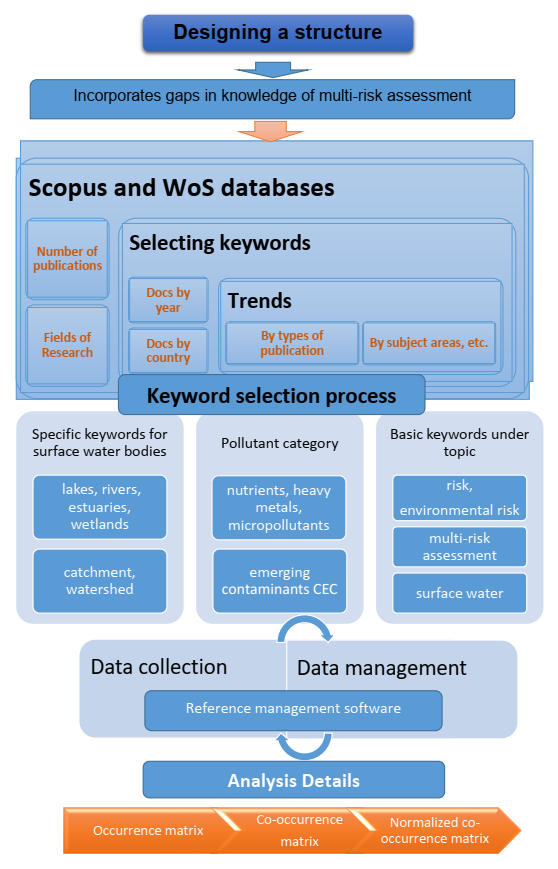 Designing a structure
Incorporates gaps in knowledge of multi-risk assessment
Scopus and WoS databases
Number of
publications
Fields of
Research
Selecting keywords
Docs by
year
Docs by
country
Trends
By types of
publication
By subject areas, etc.
Keyword selection process
Specific keywords for
surface water bodies
lakes, rivers,
estuaries,
wetlands
catchment,
watershed
Pollutant category
nutrients, heavy
metals,
micropollutants
emerging
contaminants CEC
Basic keywords under
topic
risk,
environmental risk
multi-risk
assessment
surface water
Data collection
Data management
Reference management software
Analysis Details
Occurrence matrix
Co-occurrence
matrix
Normalized co-
occurrence matrix